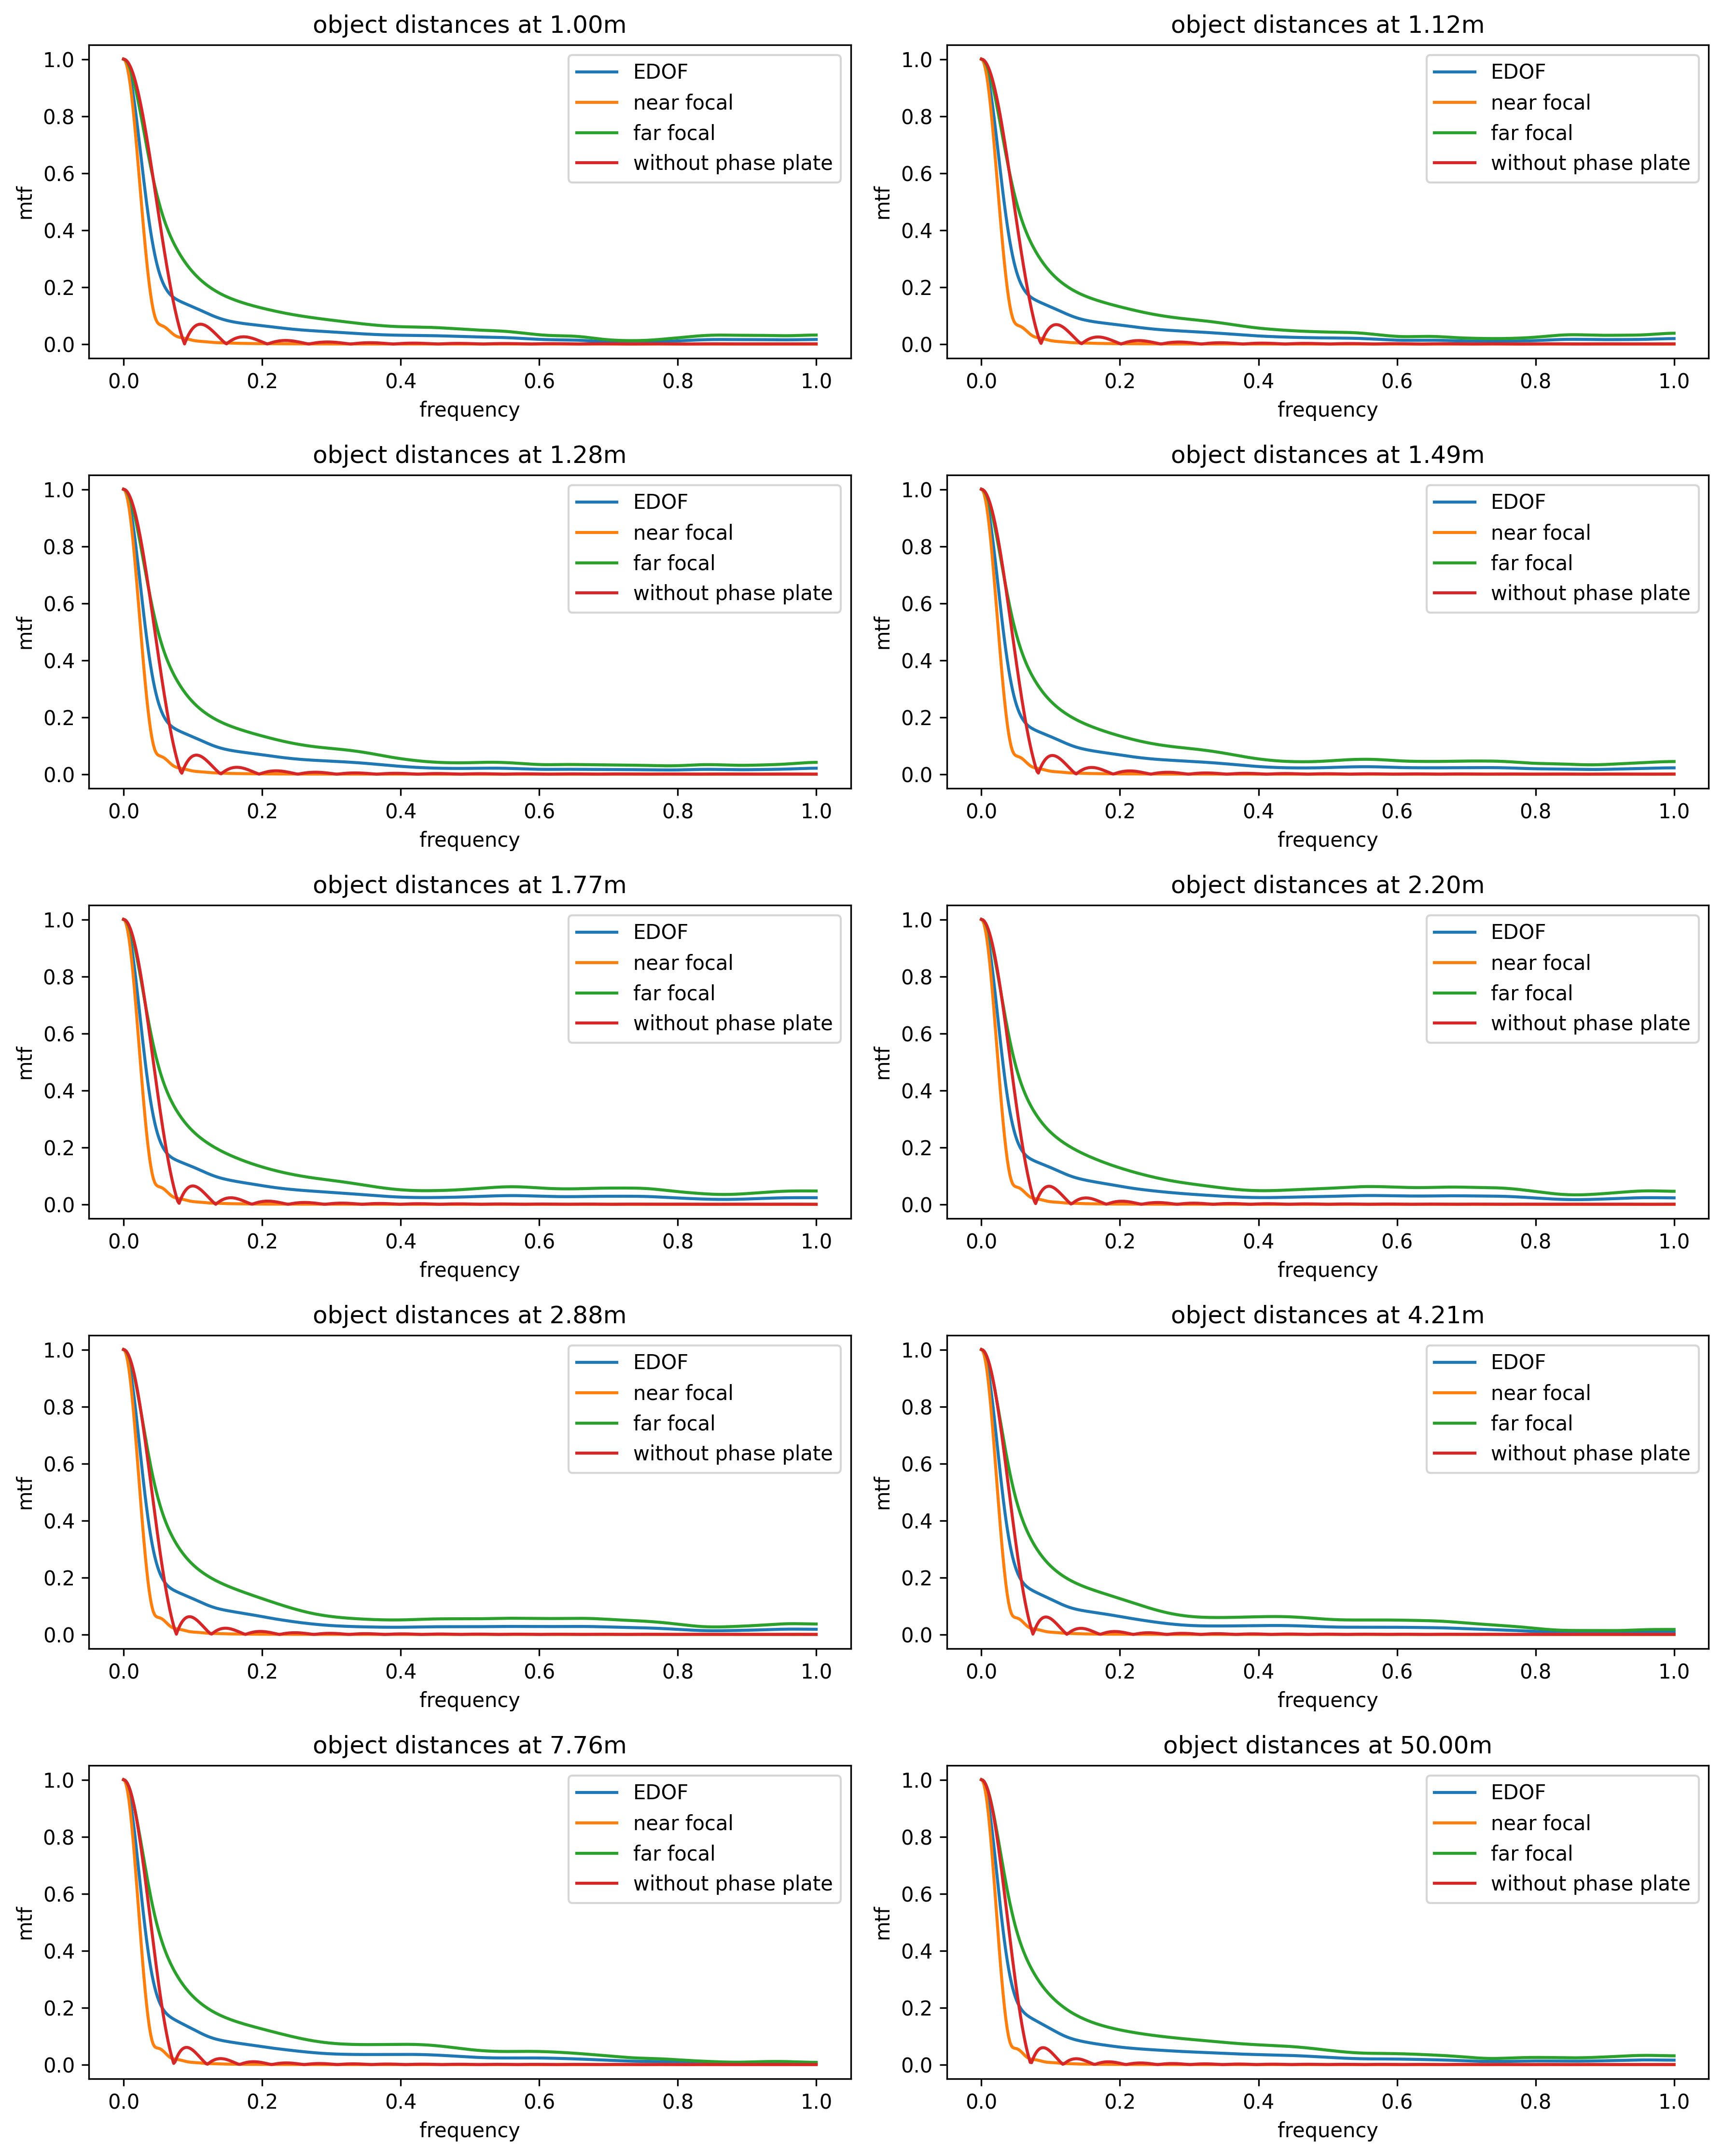 object distances at 1.00m
1.0
0.8
0.6
0.4
0.2
0.0
mtf
EDOF
near focal
far focal
without phase plate
0.0 0.2 0.4 0.6 0.8 1.0
frequency
object distances at 1.12m
1.0
0.8
0.6
0.4
0.2
0.0
mtf
EDOF
near focal
far focal
without phase plate
0.0 0.2 0.4 0.6 0.8 1.0
frequency
object distances at 1.28m
1.0
0.8
0.6
0.4
0.2
0.0
mtf
EDOF
near focal
far focal
without phase plate
0.0 0.2 0.4 0.6 0.8 1.0
frequency
object distances at 1.49m
1.0
0.8
0.6
0.4
0.2
0.0
mtf
EDOF
near focal
far focal
without phase plate
0.0 0.2 0.4 0.6 0.8 1.0
frequency
object distances at 1.77m
1.0
0.8
0.6
0.4
0.2
0.0
mtf
EDOF
near focal
far focal
without phase plate
0.0 0.2 0.4 0.6 0.8 1.0
frequency
object distances at 2.20m
1.0
0.8
0.6
0.4
0.2
0.0
mtf
EDOF
near focal
far focal
without phase plate
0.0 0.2 0.4 0.6 0.8 1.0
frequency
object distances at 2.88m
1.0
0.8
0.6
0.4
0.2
0.0
mtf
EDOF
near focal
far focal
without phase plate
0.0 0.2 0.4 0.6 0.8 1.0
frequency
object distances at 4.21m
1.0
0.8
0.6
0.4
0.2
0.0
mtf
EDOF
near focal
far focal
without phase plate
0.0 0.2 0.4 0.6 0.8 1.0
frequency
object distances at 7.76m
1.0
0.8
0.6
0.4
0.2
0.0
mtf
EDOF
near focal
far focal
without phase plate
0.0 0.2 0.4 0.6 0.8 1.0
frequency
object distances at 50.00m
1.0
0.8
0.6
0.4
0.2
0.0
mtf
EDOF
near focal
far focal
without phase plate
0.0 0.2 0.4 0.6 0.8 1.0
frequency